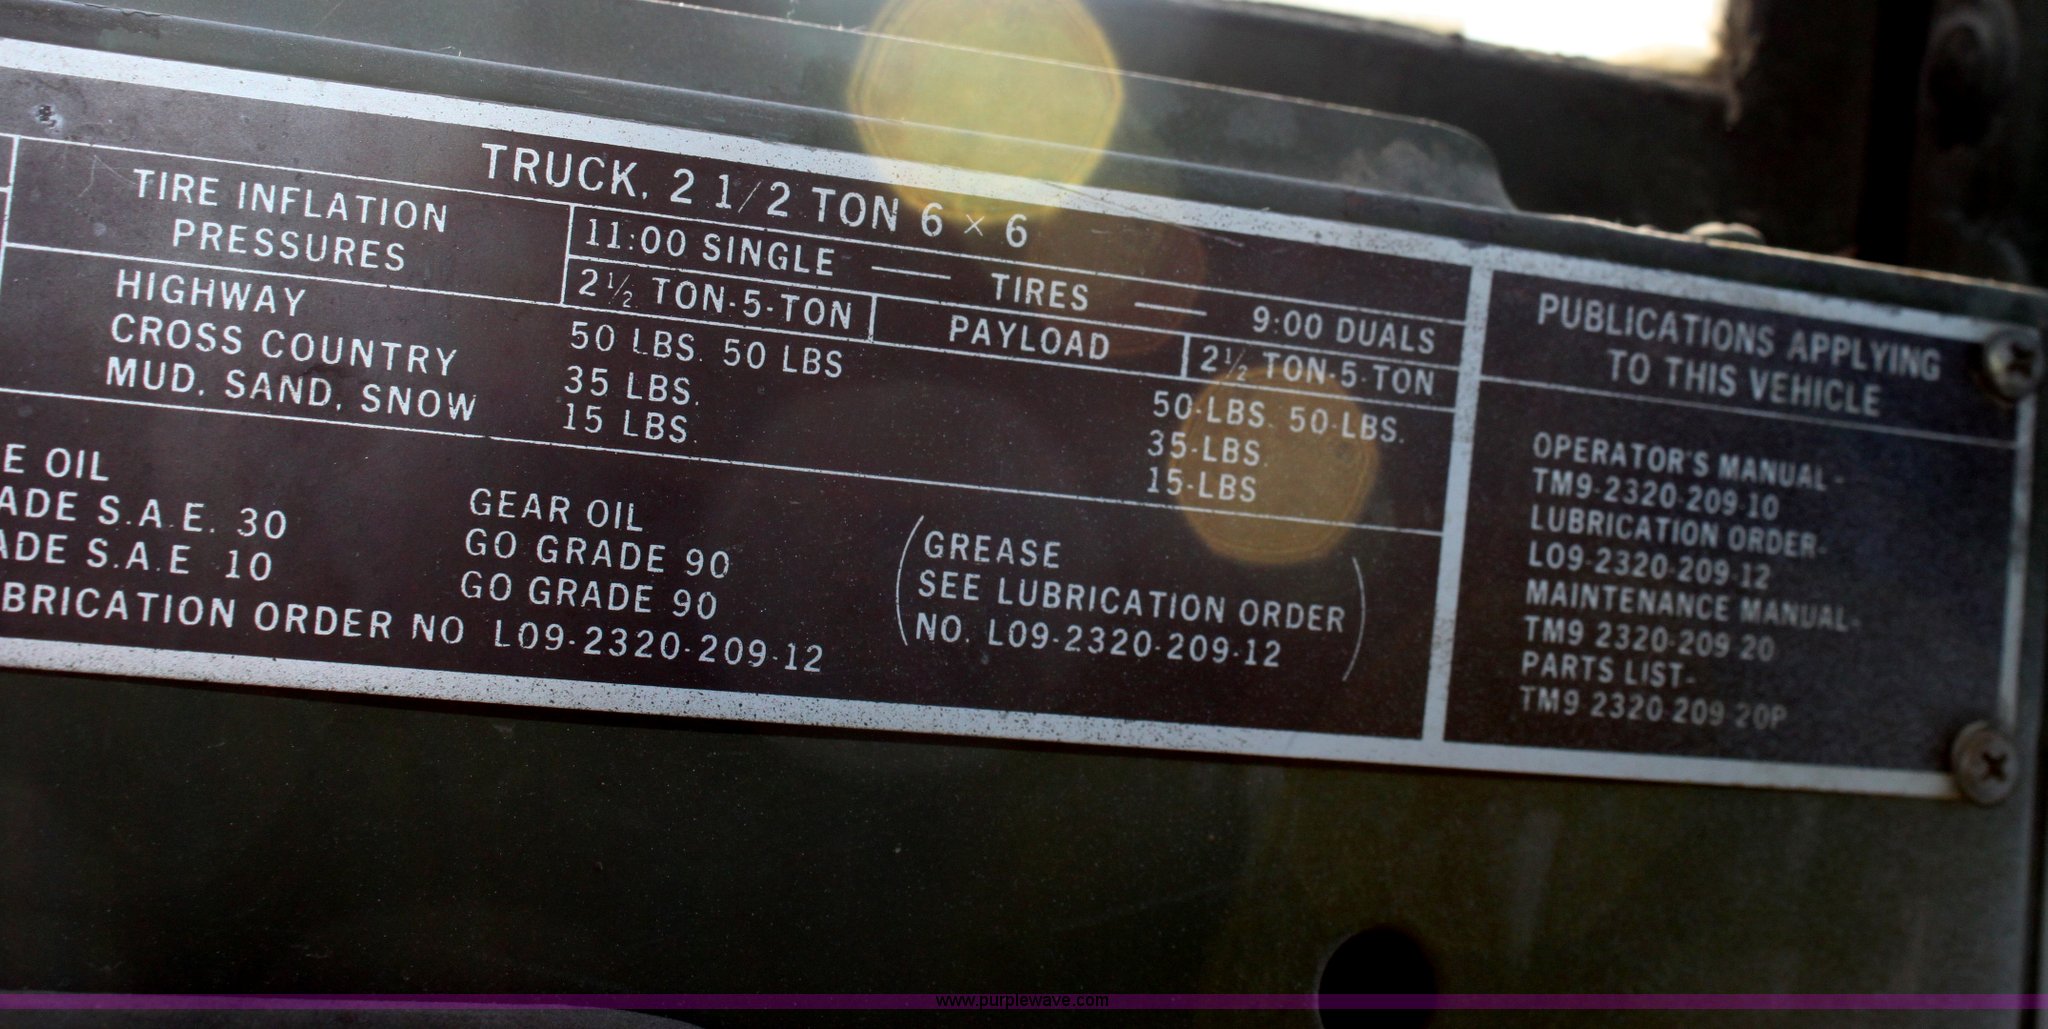 TRUCK, 2 1/2 TON 6 × 6
TIRE INFLATION
PRESSURES
11:00 SINGLE — TIRES — 9:00 DUALS
2½ TON-5-TON PAYLOAD 2½ TON-5-TON
HIGHWAY 50 LBS. 50 LBS 50-LBS. 50-LBS.
CROSS COUNTRY 35 LBS. 35-LBS.
MUD, SAND, SNOW 15 LBS. 15-LBS
E OIL
ADE S.A.E. 30
ADE S.A.E 10
BRICATION ORDER NO LO9-2320-209-12
GEAR OIL
GO GRADE 90
GO GRADE 90
(GREASE
SEE LUBRICATION ORDER
NO. LO9-2320-209-12)
PUBLICATIONS APPLYING
TO THIS VEHICLE
OPERATOR'S MANUAL-
TM9-2320-209-10
LUBRICATION ORDER-
LO9-2320-209-12
MAINTENANCE MANUAL-
TM9 2320-209 20
PARTS LIST-
TM9 2320 209 20P
www.purplewave.com